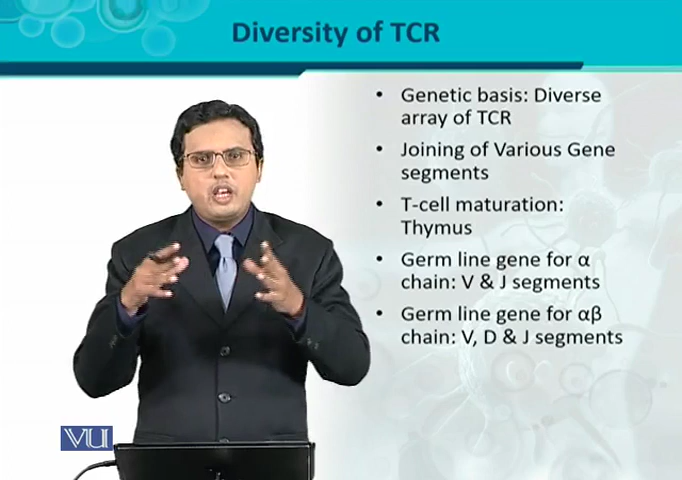 Diversity of TCR
• Genetic basis: Diverse
array of TCR
• Joining of Various Gene
segments
• T-cell maturation:
Thymus
• Germ line gene for α
chain: V & J segments
• Germ line gene for αβ
chain: V, D & J segments
VU